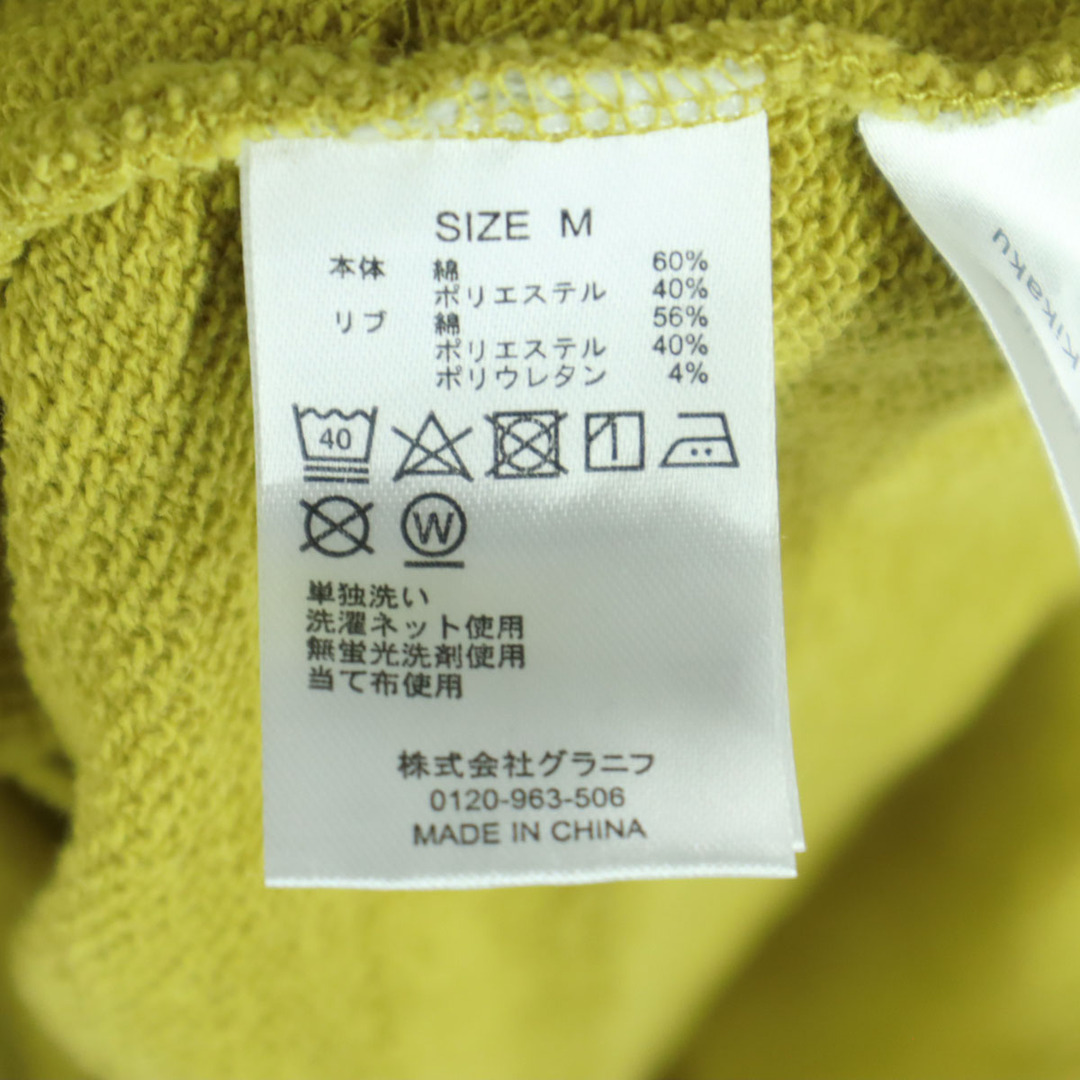 SIZE M
本体 綿 60%
ポリエステル 40%
リブ 綿 56%
ポリエステル 40%
ポリウレタン 4%
40
W
単独洗い
洗濯ネット使用
無蛍光洗剤使用
当て布使用
株式会社グラニフ
0120-963-506
MADE IN CHINA
Kikaku